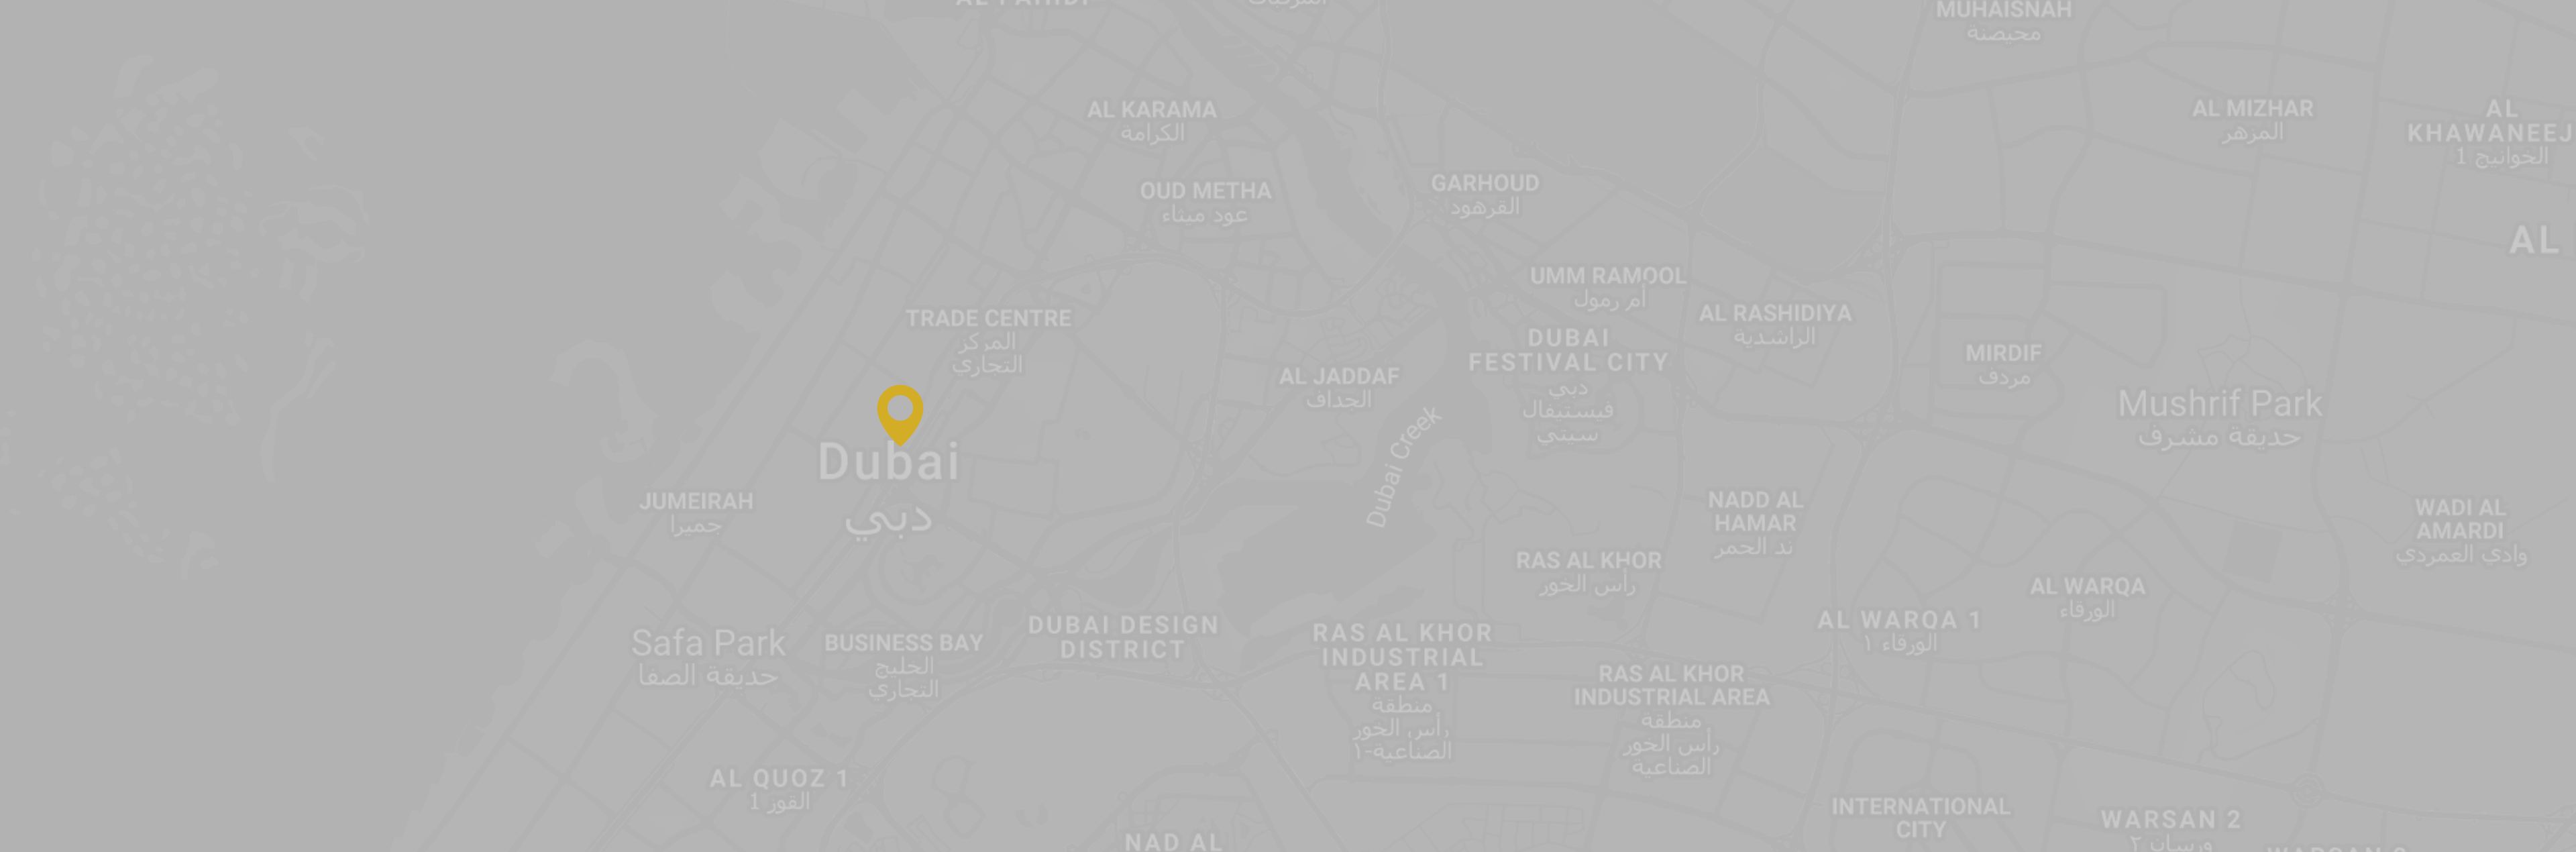 AL FAHIDI
MUHAISNAH
محيصنة
AL KARAMA
الكرامة
AL MIZHAR
المزهر
AL
KHAWANEEJ
الخوانيج 1
OUD METHA
عود ميثاء
GARHOUD
القرهود
AL
UMM RAMOOL
أم رمول
TRADE CENTRE
المركز
التجاري
AL RASHIDIYA
الراشدية
DUBAI
FESTIVAL CITY
دبي
فيستيفال
سيتي
MIRDIF
مردف
AL JADDAF
الجداف
Mushrif Park
حديقة مشرف
Dubai Creek
Dubai
دبي
JUMEIRAH
جميرا
NADD AL
HAMAR
ند الحمر
WADI AL
AMARDI
وادي العمردي
RAS AL KHOR
رأس الخور
AL WARQA
الورقاء
AL WARQA 1
الورقاء ١
DUBAI DESIGN
DISTRICT
RAS AL KHOR
INDUSTRIAL
AREA 1
منطقة
رأس الخور
الصناعية-١
Safa Park
حديقة الصفا
BUSINESS BAY
الخليج
التجاري
RAS AL KHOR
INDUSTRIAL AREA
منطقة
رأس الخور
الصناعية
AL QUOZ 1
القوز 1
INTERNATIONAL
CITY
WARSAN 2
ورسان ٢
NAD AL